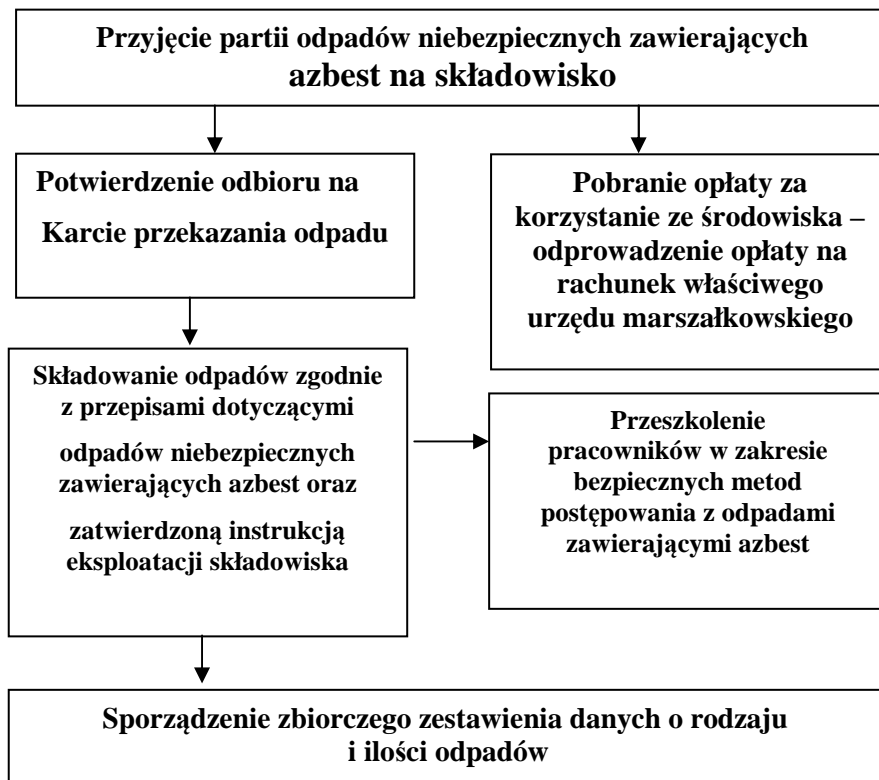 Przyjęcie partii odpadów niebezpiecznych zawierających
azbest na składowisko
Potwierdzenie odbioru na
Karcie przekazania odpadu
Pobranie opłaty za
korzystanie ze środowiska –
odprowadzenie opłaty na
rachunek właściwego
urzędu marszałkowskiego
Składowanie odpadów zgodnie
z przepisami dotyczącymi
odpadów niebezpiecznych
zawierających azbest oraz
zatwierdzoną instrukcją
eksploatacji składowiska
Przeszkolenie
pracowników w zakresie
bezpiecznych metod
postępowania z odpadami
zawierającymi azbest
Sporządzenie zbiorczego zestawienia danych o rodzaju
i ilości odpadów